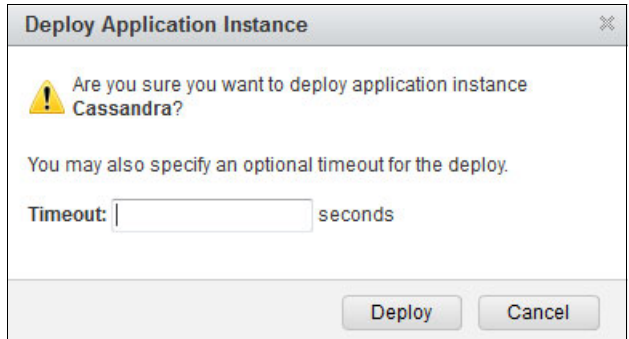 Deploy Application Instance
Are you sure you want to deploy application instance
Cassandra?
You may also specify an optional timeout for the deploy.
Timeout: seconds
Deploy Cancel